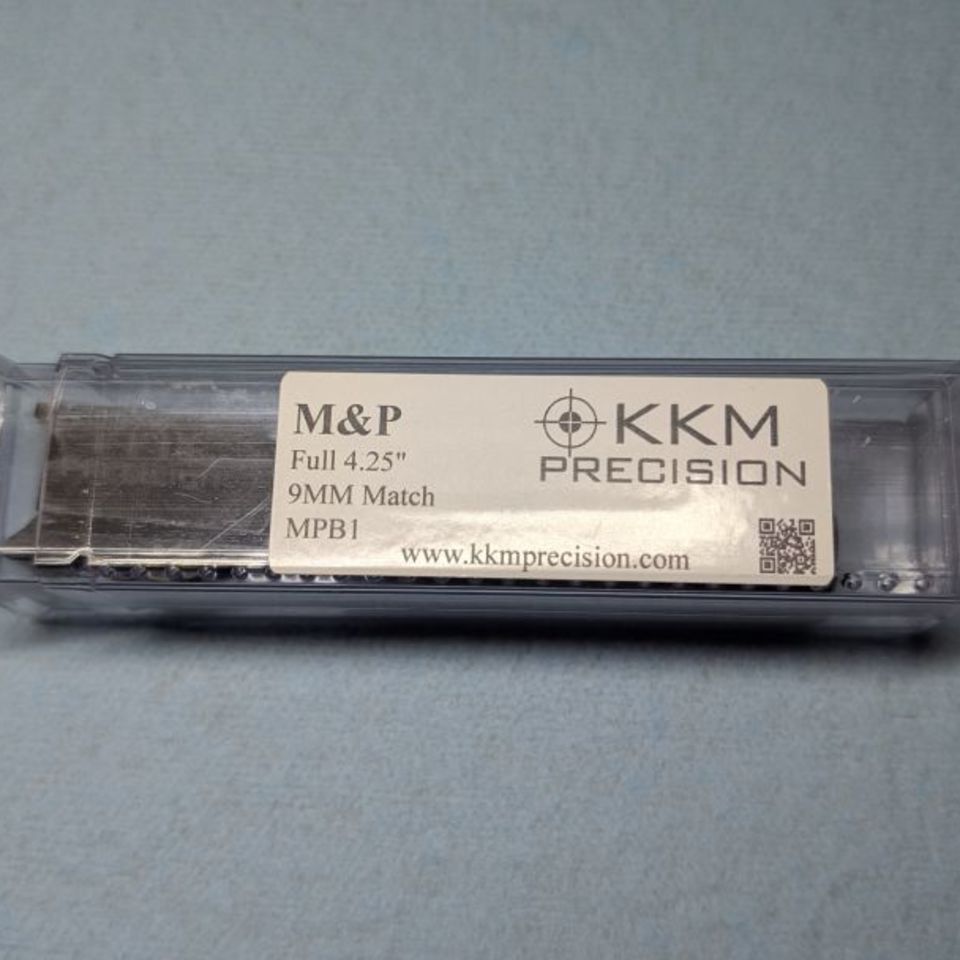 M&P
Full 4.25"
9MM Match
MPB1
KKM
PRECISION
www.kkmprecision.com